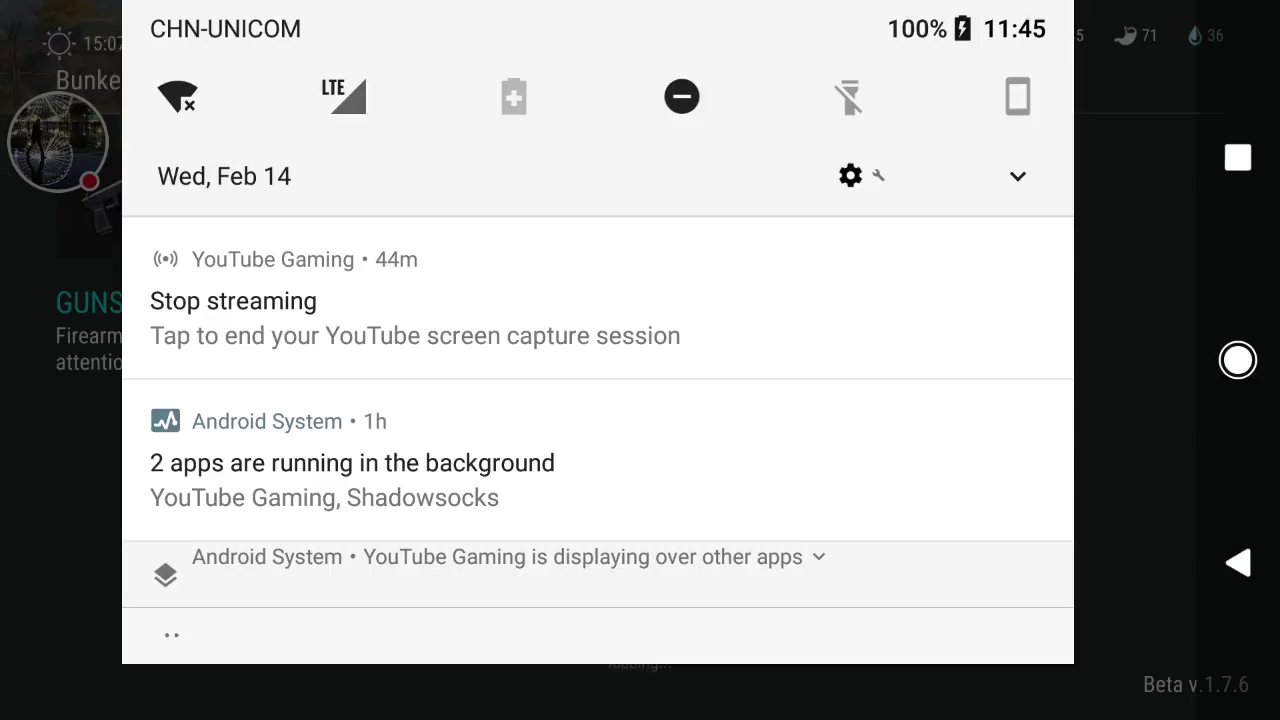 CHN-UNICOM
100% 11:45
15:07
5 71 36
LTE
Wed, Feb 14
YouTube Gaming • 44m
Stop streaming
Tap to end your YouTube screen capture session
GUNS
Firearm
Android System • 1h
2 apps are running in the background
YouTube Gaming, Shadowsocks
Android System • YouTube Gaming is displaying over other apps
loading...
Beta v.1.7.6